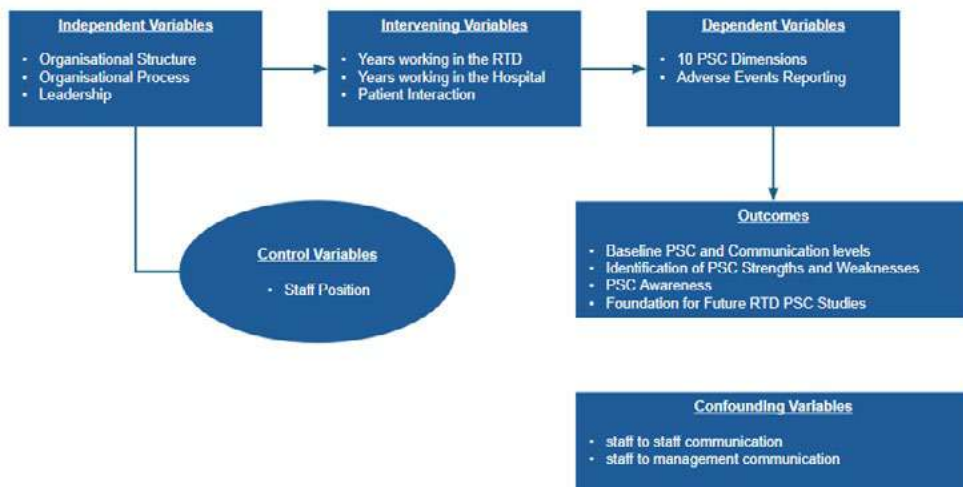 Independent Variables
• Organisational Structure
• Organisational Process
• Leadership
Intervening Variables
• Years working in the RTD
• Years working in the Hospital
• Patient Interaction
Dependent Variables
• 10 PSC Dimensions
• Adverse Events Reporting
Control Variables
• Staff Position
Outcomes
• Baseline PSC and Communication levels
• Identification of PSC Strengths and Weaknesses
• PSC Awareness
• Foundation for Future RTD PSC Studies
Confounding Variables
• staff to staff communication
• staff to management communication